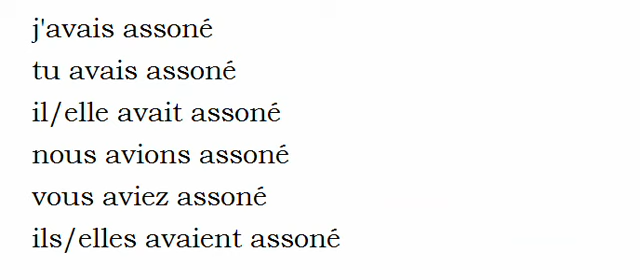 j'avais assoné
tu avais assoné
il/elle avait assoné
nous avions assoné
vous aviez assoné
ils/elles avaient assoné